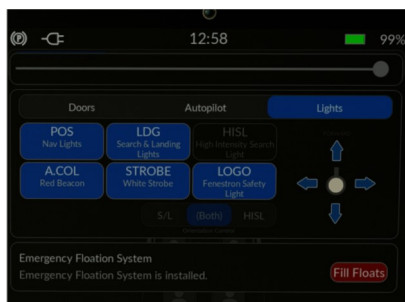 (P) 12:58 99%
Doors Autopilot Lights
POS LDG HISL
Nav Lights Search & Landing Lights High Intensity Search Light
A.COL STROBE LOGO
Red Beacon White Strobe Fenestron Safety Light
S/L (Both) HISL
Emergency Floation System
Emergency Floation System is installed.
Fill Floats